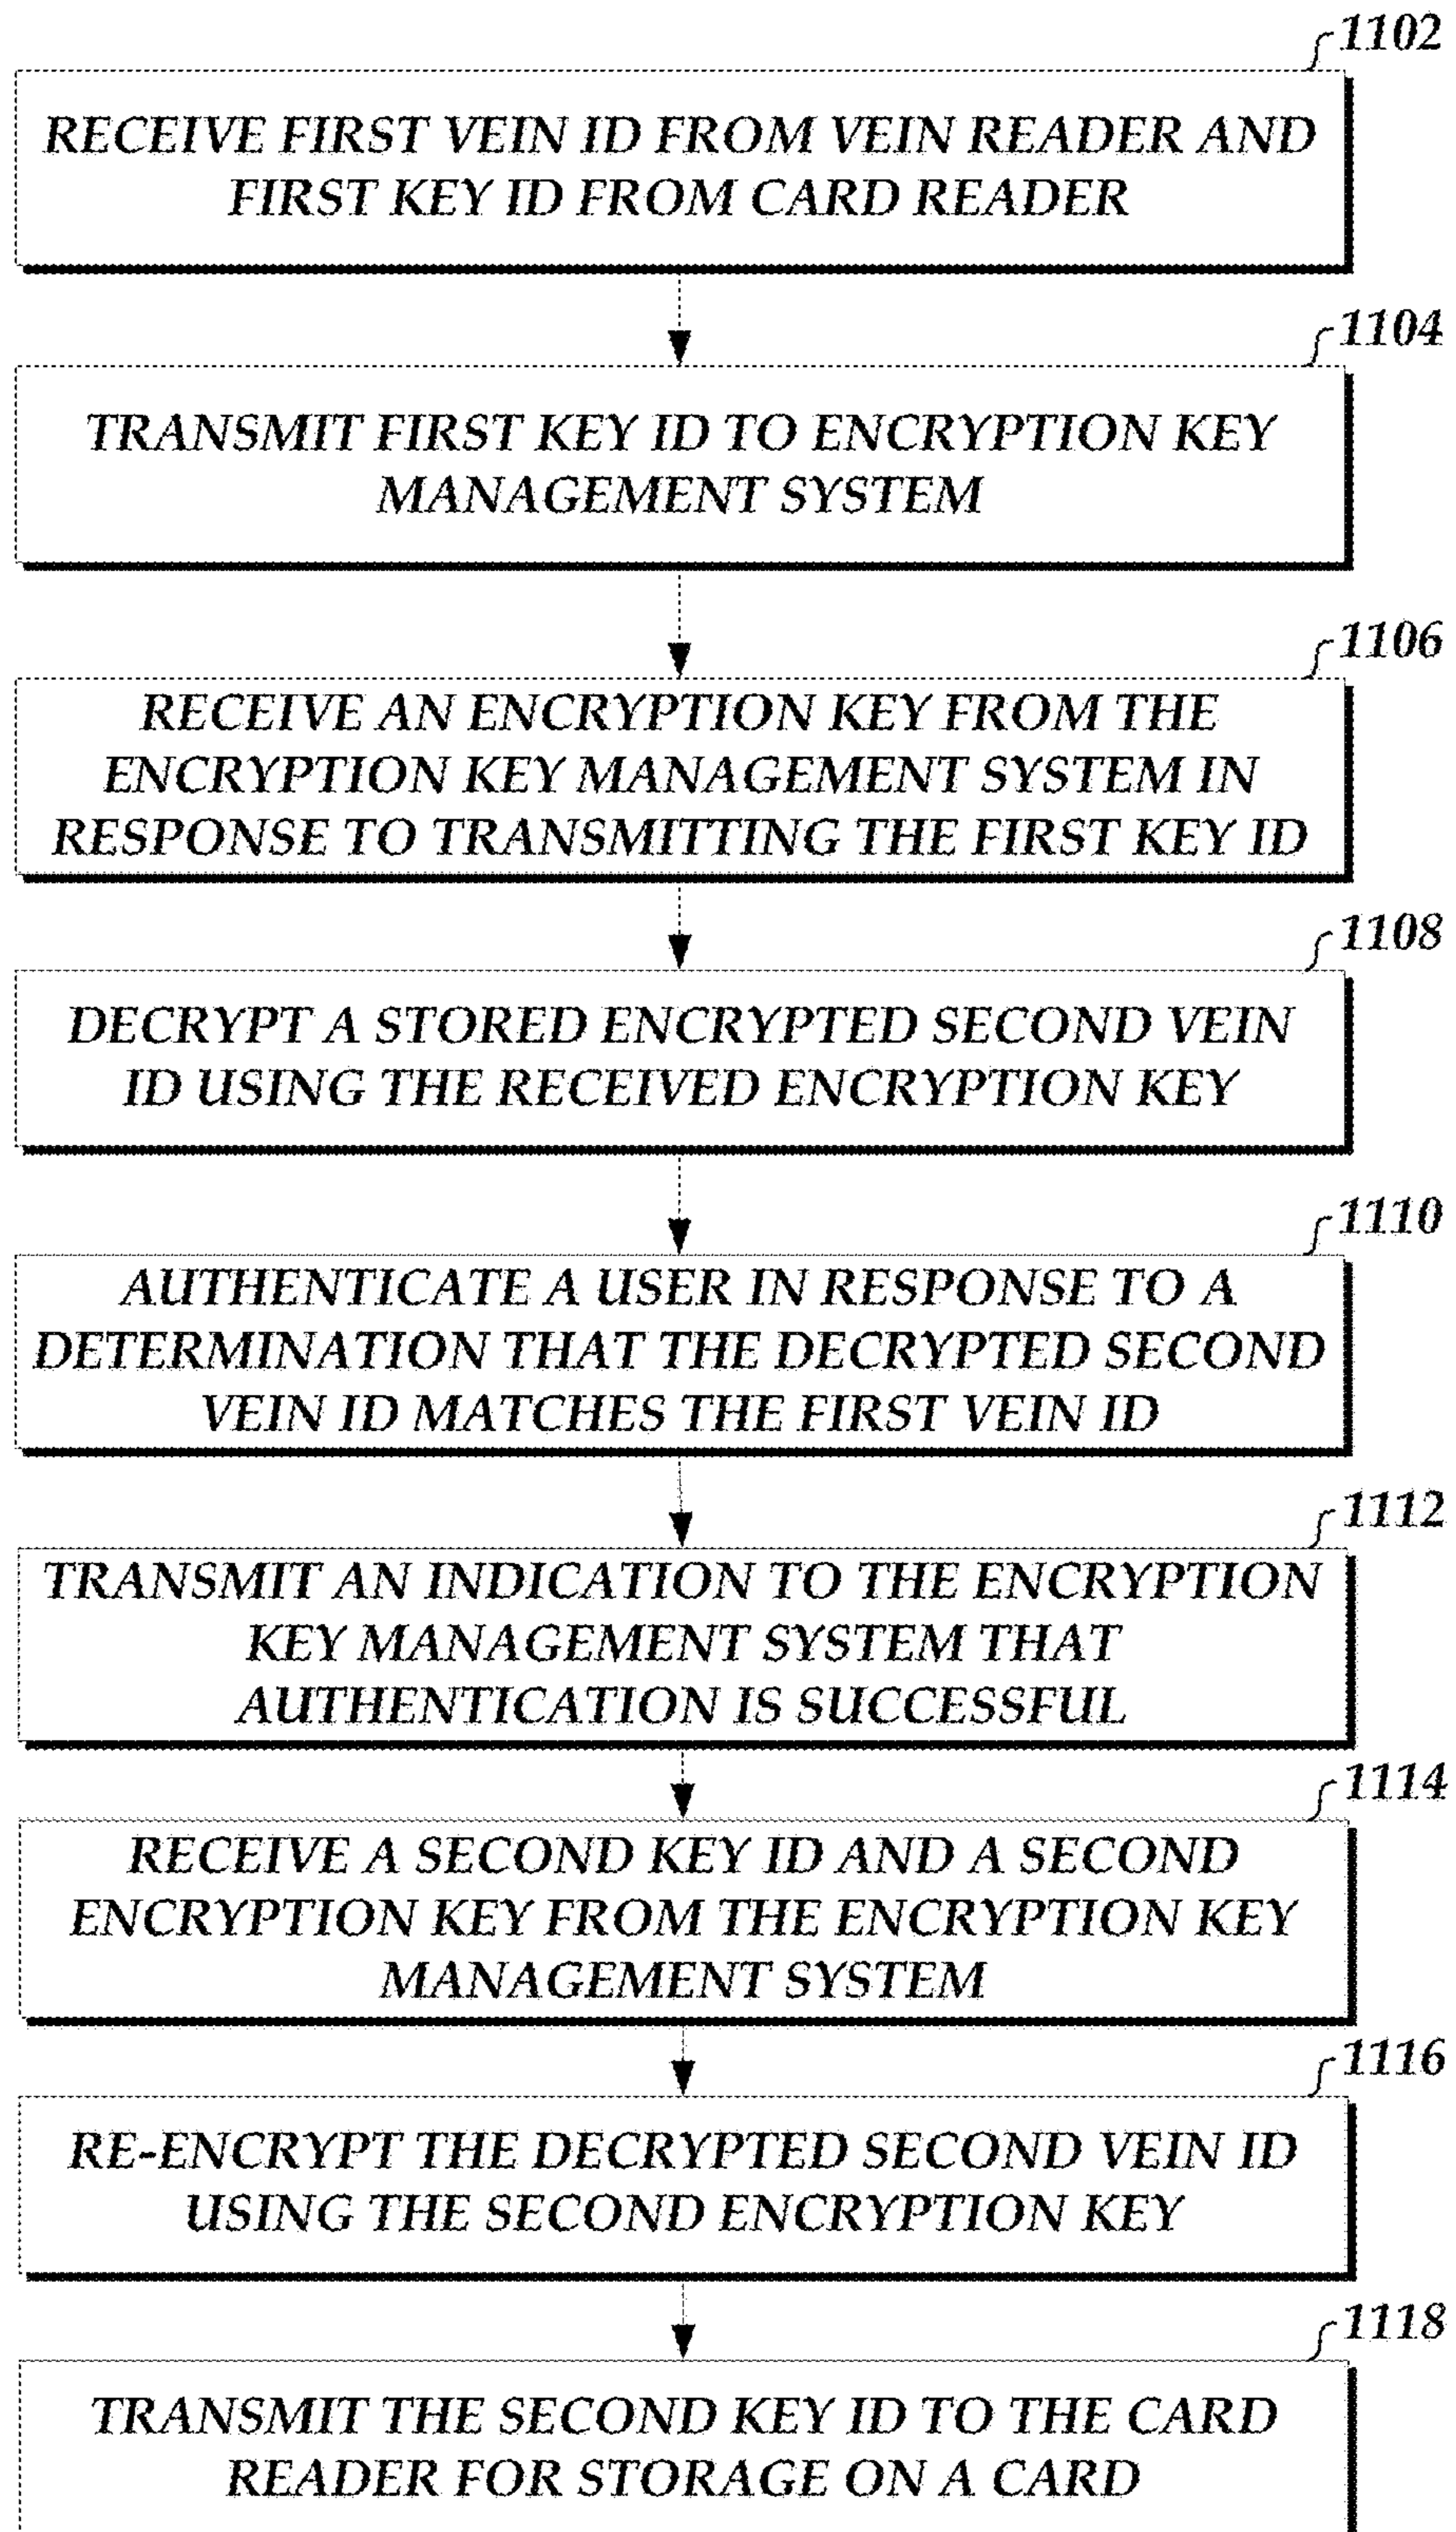 1102
RECEIVE FIRST VEIN ID FROM VEIN READER AND
FIRST KEY ID FROM CARD READER
1104
TRANSMIT FIRST KEY ID TO ENCRYPTION KEY
MANAGEMENT SYSTEM
1106
RECEIVE AN ENCRYPTION KEY FROM THE
ENCRYPTION KEY MANAGEMENT SYSTEM IN
RESPONSE TO TRANSMITTING THE FIRST KEY ID
1108
DECRYPT A STORED ENCRYPTED SECOND VEIN
ID USING THE RECEIVED ENCRYPTION KEY
1110
AUTHENTICATE A USER IN RESPONSE TO A
DETERMINATION THAT THE DECRYPTED SECOND
VEIN ID MATCHES THE FIRST VEIN ID
1112
TRANSMIT AN INDICATION TO THE ENCRYPTION
KEY MANAGEMENT SYSTEM THAT
AUTHENTICATION IS SUCCESSFUL
1114
RECEIVE A SECOND KEY ID AND A SECOND
ENCRYPTION KEY FROM THE ENCRYPTION KEY
MANAGEMENT SYSTEM
1116
RE-ENCRYPT THE DECRYPTED SECOND VEIN ID
USING THE SECOND ENCRYPTION KEY
1118
TRANSMIT THE SECOND KEY ID TO THE CARD
READER FOR STORAGE ON A CARD